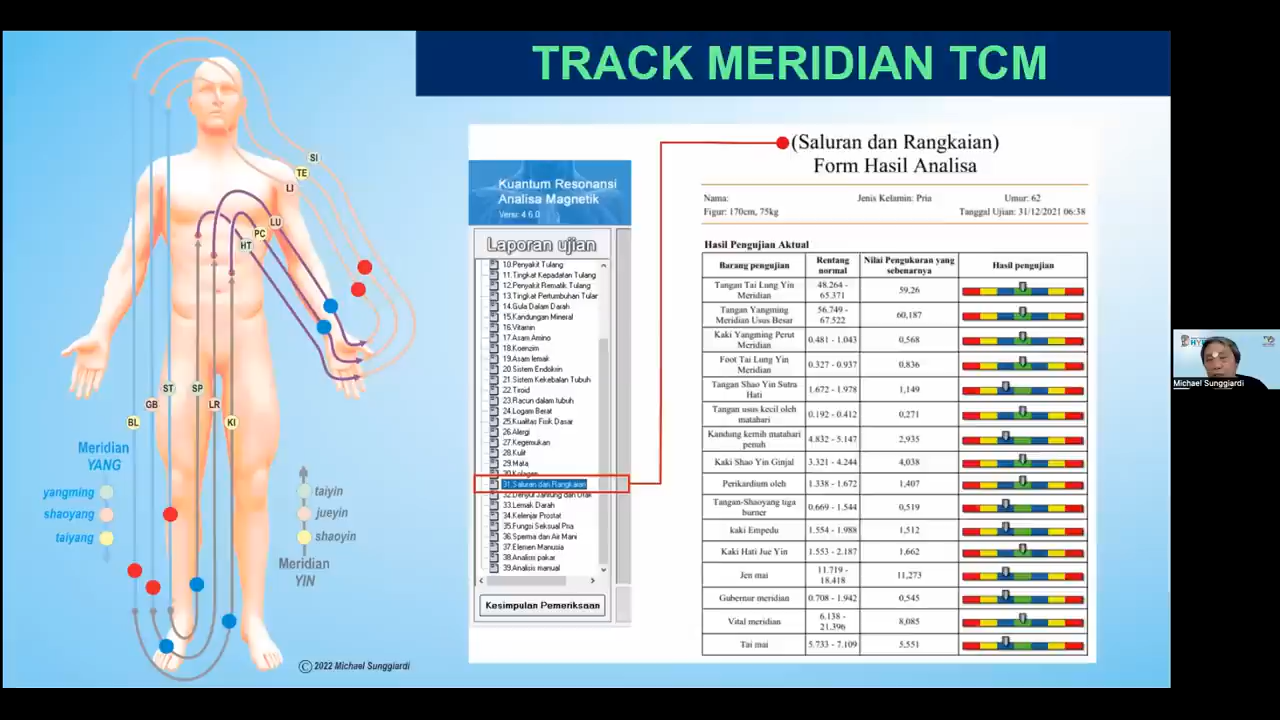 TRACK MERIDIAN TCM
SI
TE
LI
LU
PC
HT
ST
SP
GB
LR
BL
KI
Meridian
YANG
yangming
shaoyang
taiyang
taiyin
jueyin
shaoyin
Meridian
YIN
© 2022 Michael Sunggiardi
Kuantum Resonansi
Analisa Magnetik
Versi 4.6.0
Laporan ujian
10.Penyakit Tulang
11.Tingkat Kepadatan Tulang
12.Penyakit Rematik Tulang
13.Tingkat Pertumbuhan Tular
14.Gula Dalam Darah
15.Kandungan Mineral
16.Vitamin
17.Asam Amino
18.Koenzim
19.Asam lemak
20.Sistem Endokrin
21.Sistem Kekebalan Tubuh
22.Tiroid
23.Racun dalam tubuh
24.Logam Berat
25.Kualitas Fisik Dasar
26.Alergi
27.Kegemukan
28.Kulit
29.Mata
30.Kolagen
31.Saluran dan Rangkaian
32.Denyut Jantung dan Otak
33.Lemak Darah
34.Kelenjai Prostat
35.Fungsi Seksual Pria
36.Sperma dan Air Mani
37.Elemen Manusia
38.Analisis pakar
39.Analisis manual
Kesimpulan Pemeriksaan
(Saluran dan Rangkaian)
Form Hasil Analisa
Nama: Jenis Kelamin: Pria Umur: 62
Figur: 170cm, 75kg Tanggal Ujian: 31/12/2021 06:38
Hasil Pengujian Aktual
Barang pengujian Rentang normal Nilai Pengukuran yang sebenarnya Hasil pengujian
Tangan Tai Lung Yin Meridian 48.264 - 65.371 59,26
Tangan Yangming Meridian Usus Besar 56.749 - 67.522 60,187
Kaki Yangming Perut Meridian 0.481 - 1.043 0,568
Foot Tai Lung Yin Meridian 0.327 - 0.937 0,836
Tangan Shao Yin Sutra Hati 1.672 - 1.978 1,149
Tangan usus kecil oleh matahari 0.192 - 0.412 0,271
Kandung kemih matahari penuh 4.832 - 5.147 2,935
Kaki Shao Yin Ginjal 3.321 - 4.244 4,038
Perikardium oleh 1.338 - 1.672 1,407
Tangan-Shaoyang tiga burner 0.669 - 1.544 0,519
kaki Empedu 1.554 - 1.988 1,512
Kaki Hati Jue Yin 1.553 - 2.187 1,662
Jen mai 11.719 - 18.418 11,273
Gubernur meridian 0.708 - 1.942 0,545
Vital meridian 6.138 - 21.396 8,085
Tai mai 5.733 - 7.109 5,551
Michael Sunggiardi